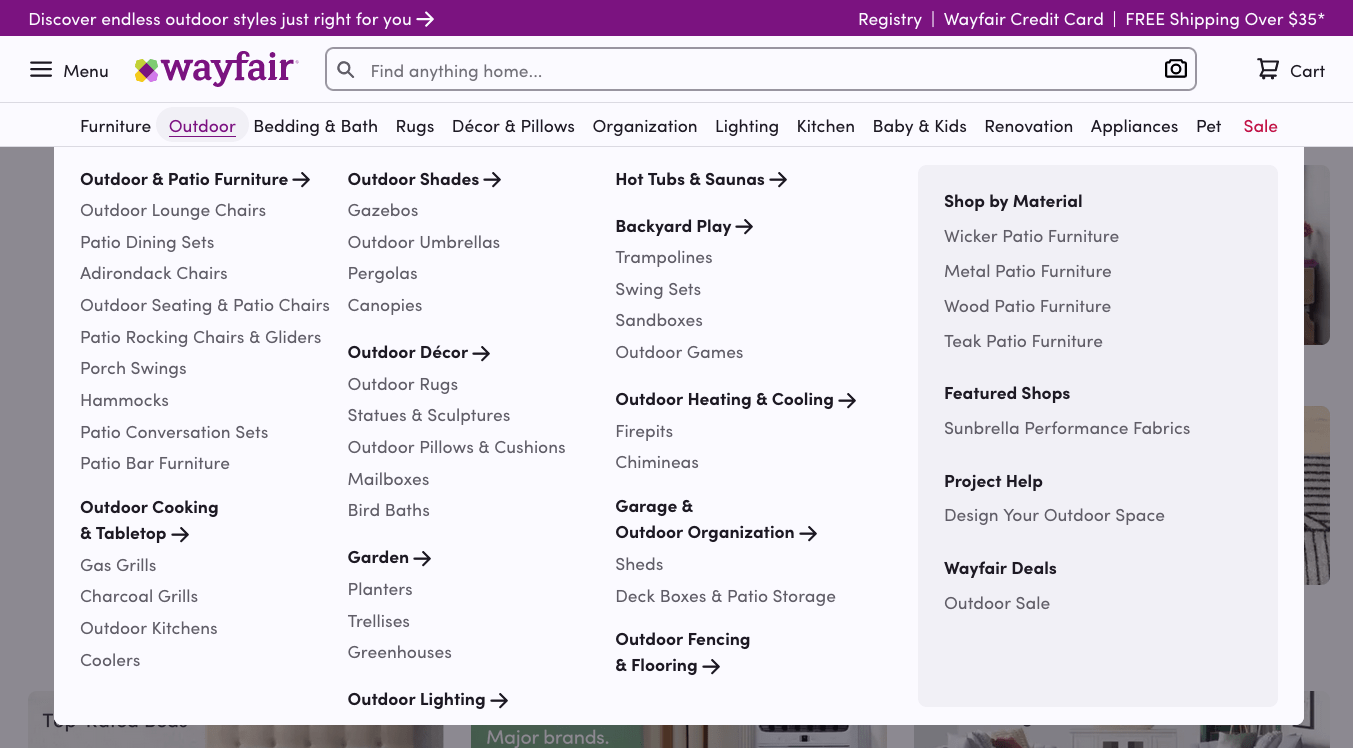 Discover endless outdoor styles just right for you
Registry | Wayfair Credit Card | FREE Shipping Over $35*
Menu
wayfair
Find anything home...
Cart
Furniture Outdoor Bedding & Bath Rugs Décor & Pillows Organization Lighting Kitchen Baby & Kids Renovation Appliances Pet Sale
Outdoor & Patio Furniture
Outdoor Lounge Chairs
Patio Dining Sets
Adirondack Chairs
Outdoor Seating & Patio Chairs
Patio Rocking Chairs & Gliders
Porch Swings
Hammocks
Patio Conversation Sets
Patio Bar Furniture
Outdoor Cooking
& Tabletop
Gas Grills
Charcoal Grills
Outdoor Kitchens
Coolers
Outdoor Shades
Gazebos
Outdoor Umbrellas
Pergolas
Canopies
Outdoor Décor
Outdoor Rugs
Statues & Sculptures
Outdoor Pillows & Cushions
Mailboxes
Bird Baths
Garden
Planters
Trellises
Greenhouses
Outdoor Lighting
Hot Tubs & Saunas
Backyard Play
Trampolines
Swing Sets
Sandboxes
Outdoor Games
Outdoor Heating & Cooling
Firepits
Chimineas
Garage &
Outdoor Organization
Sheds
Deck Boxes & Patio Storage
Outdoor Fencing
& Flooring
Shop by Material
Wicker Patio Furniture
Metal Patio Furniture
Wood Patio Furniture
Teak Patio Furniture
Featured Shops
Sunbrella Performance Fabrics
Project Help
Design Your Outdoor Space
Wayfair Deals
Outdoor Sale
Top-Rated Beds
Major brands.